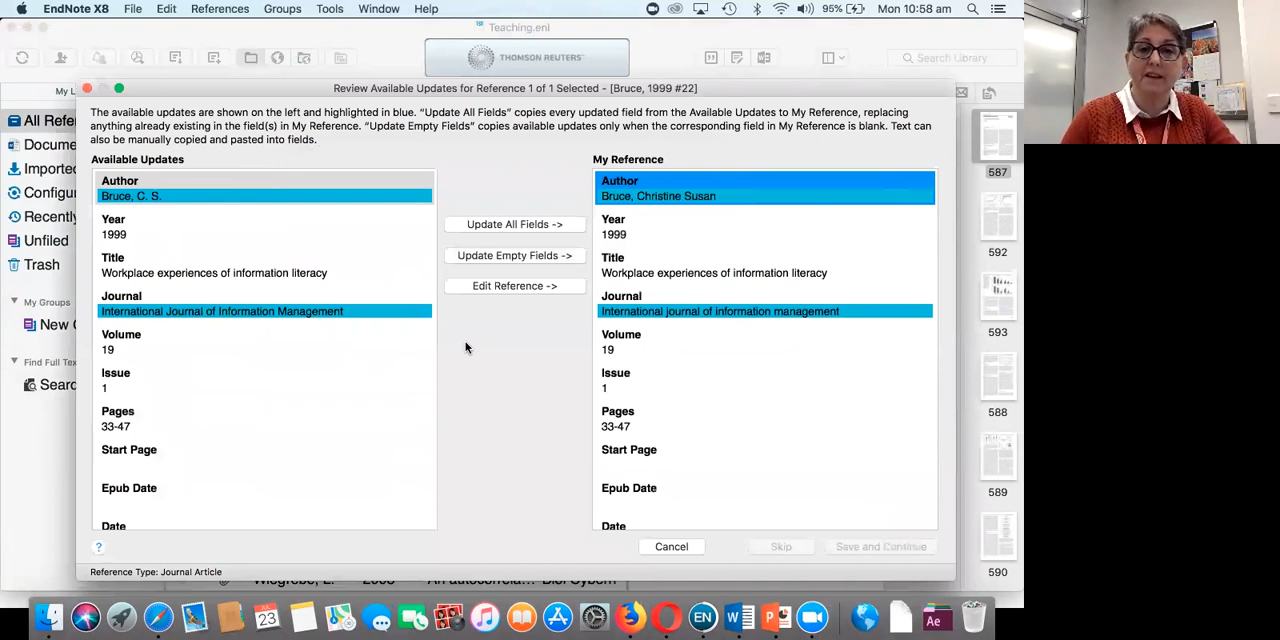 EndNote X8 File Edit References Groups Tools Window Help 95% Mon 10:58 am
Teaching.enl
THOMSON REUTERS
Search Library
Review Available Updates for Reference 1 of 1 Selected - [Bruce, 1999 #22]
The available updates are shown on the left and highlighted in blue. "Update All Fields" copies every updated field from the Available Updates to My Reference, replacing
anything already existing in the field(s) in My Reference. "Update Empty Fields" copies available updates only when the corresponding field in My Reference is blank. Text can
also be manually copied and pasted into fields.
My L
All Refe
Docume
Imported
Configu
Recently
Unfiled
Trash
My Groups
New
Find Full Tex
Searc
Available Updates
Author
Bruce, C. S.
Year
1999
Title
Workplace experiences of information literacy
Journal
International Journal of Information Management
Volume
19
Issue
1
Pages
33-47
Start Page
Epub Date
Date
Update All Fields ->
Update Empty Fields ->
Edit Reference ->
My Reference
Author
Bruce, Christine Susan
Year
1999
Title
Workplace experiences of information literacy
Journal
International journal of information management
Volume
19
Issue
1
Pages
33-47
Start Page
Epub Date
Date
?
Cancel
Skip
Save and Continue
Reference Type: Journal Article
587
592
593
588
589
590
23
EN
W
P
Ae